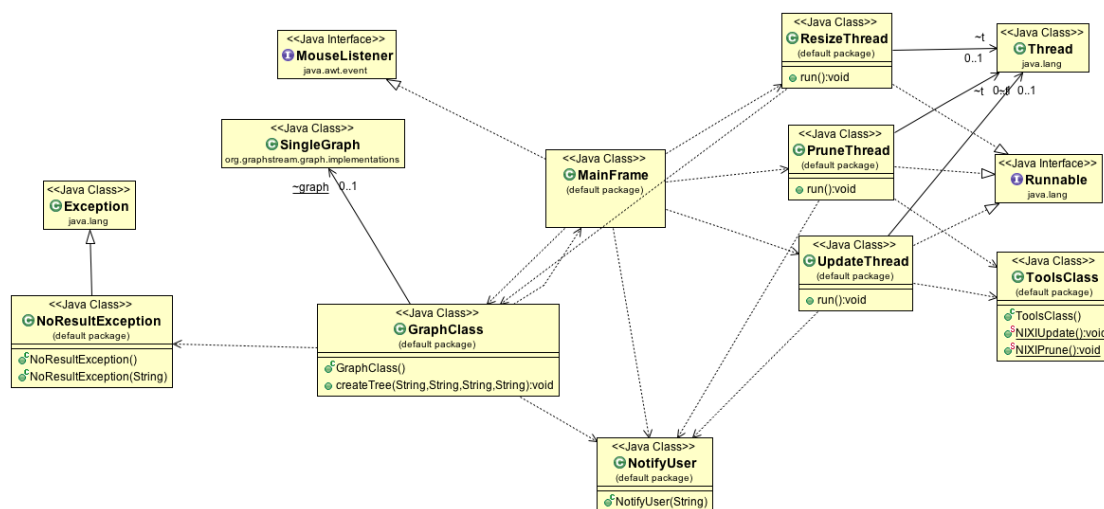 <<Java Interface>>
MouseListener
java.awt.event
<<Java Class>>
ResizeThread
(default package)
run():void
~t
0..1
<<Java Class>>
Thread
java.lang
~t
0..1
<<Java Class>>
SingleGraph
org.graphstream.graph.implementations
~graph 0..1
<<Java Class>>
MainFrame
(default package)
<<Java Class>>
PruneThread
(default package)
run():void
<<Java Interface>>
Runnable
java.lang
<<Java Class>>
Exception
java.lang
<<Java Class>>
UpdateThread
(default package)
run():void
<<Java Class>>
ToolsClass
(default package)
ToolsClass()
NIXIUpdate():void
NIXIPrune():void
<<Java Class>>
NoResultException
(default package)
NoResultException()
NoResultException(String)
<<Java Class>>
GraphClass
(default package)
GraphClass()
createTree(String,String,String,String):void
<<Java Class>>
NotifyUser
(default package)
NotifyUser(String)